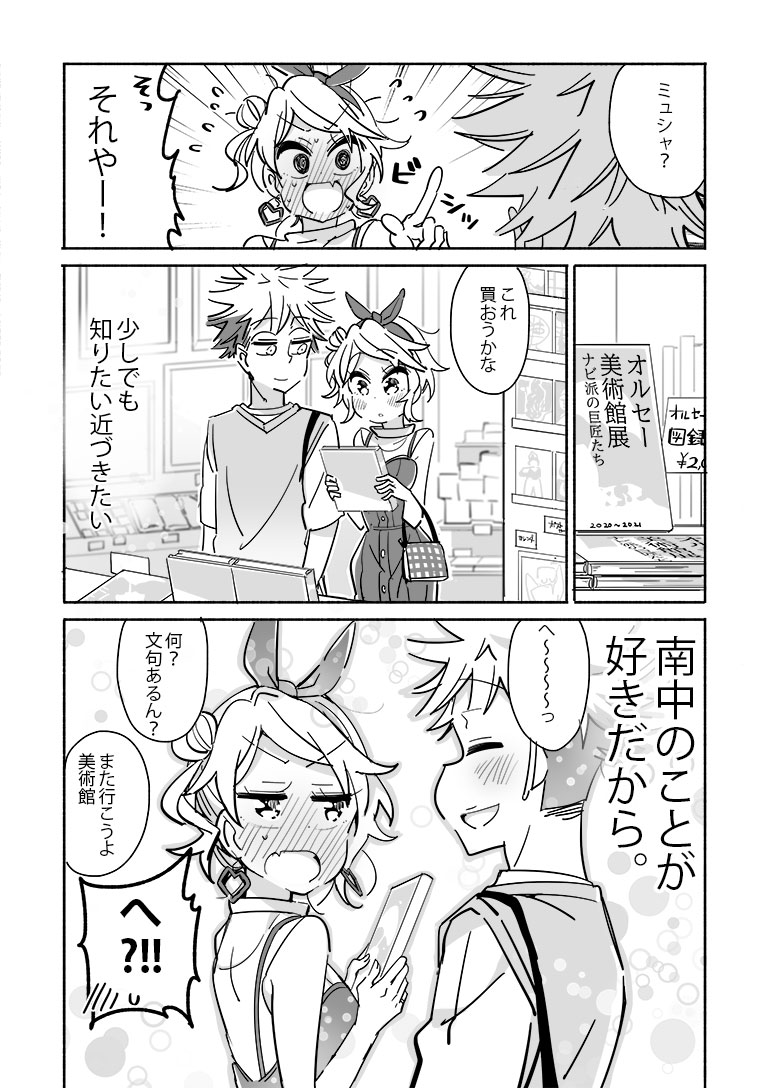 ミュシャ?
ビ
シッ
そっ
それやー!
オルセー
美術館展
ナビ派の巨匠たち
2020〜2021
オルセー
図録
これ
買おうかな
少しでも
知りたい近づきたい
南中のことが
好きだから。
へ〜〜〜〜っ
何?
文句あるん?
また行こうよ
美術館
へ
?!!